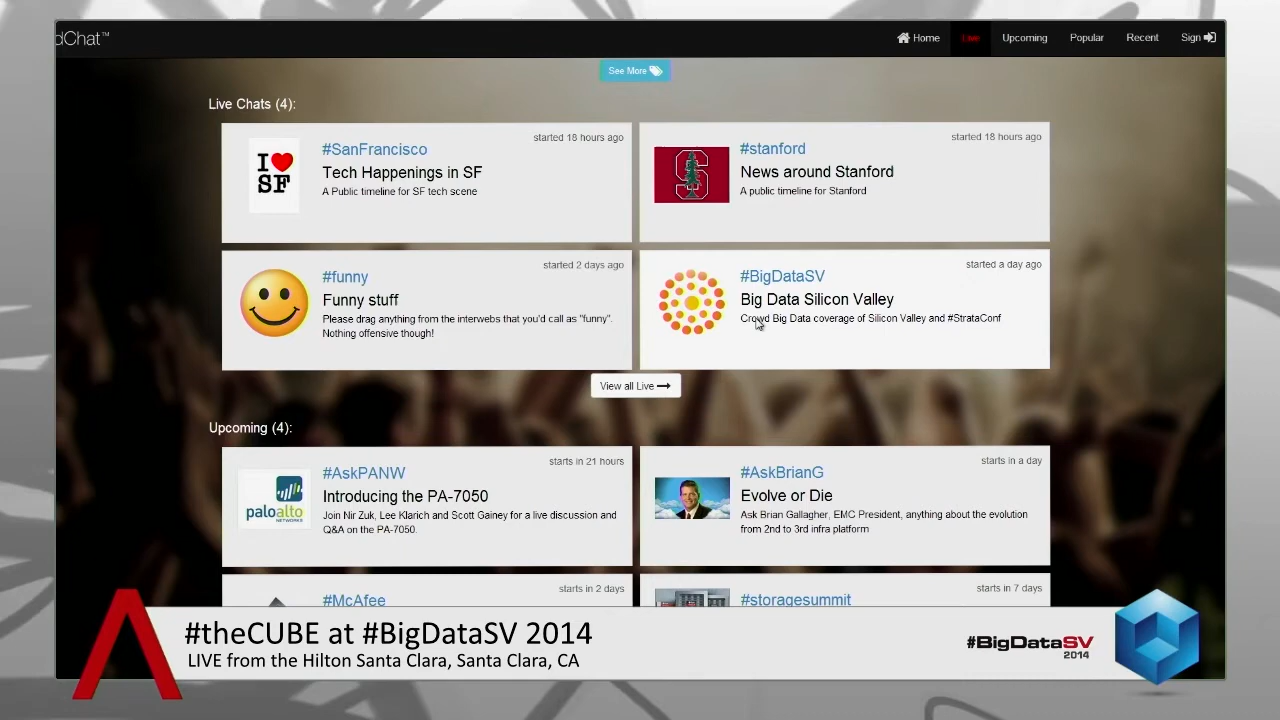 dChat™
Home
Live
Upcoming
Popular
Recent
Sign
See More
Live Chats (4):
started 18 hours ago
#SanFrancisco
Tech Happenings in SF
A Public timeline for SF tech scene
I
SF
started 18 hours ago
#stanford
News around Stanford
A public timeline for Stanford
S
started 2 days ago
#funny
Funny stuff
Please drag anything from the interwebs that you'd call as "funny".
Nothing offensive though!
started a day ago
#BigDataSV
Big Data Silicon Valley
Crowd Big Data coverage of Silicon Valley and #StrataConf
View all Live
Upcoming (4):
starts in 21 hours
#AskPANW
Introducing the PA-7050
Join Nir Zuk, Lee Klarich and Scott Gainey for a live discussion and
Q&A on the PA-7050.
paloalto
NETWORKS
starts in a day
#AskBrianG
Evolve or Die
Ask Brian Gallagher, EMC President, anything about the evolution
from 2nd to 3rd infra platform
starts in 2 days
#McAfee
starts in 7 days
#storagesummit
#theCUBE at #BigDataSV 2014
LIVE from the Hilton Santa Clara, Santa Clara, CA
#BigDataSV
2014